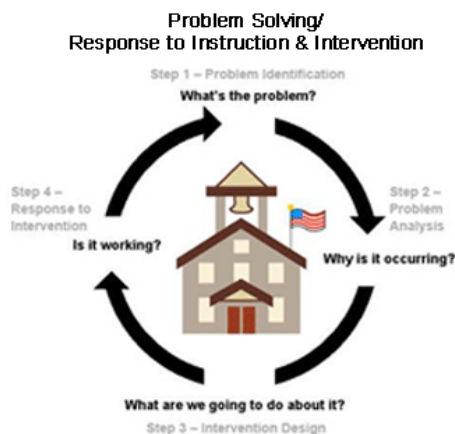 Problem Solving/
Response to Instruction & Intervention
Step 1 – Problem Identification
What's the problem?
Step 2 –
Problem
Analysis
Why is it occurring?
What are we going to do about it?
Step 3 – Intervention Design
Step 4 –
Response to
Intervention
Is it working?